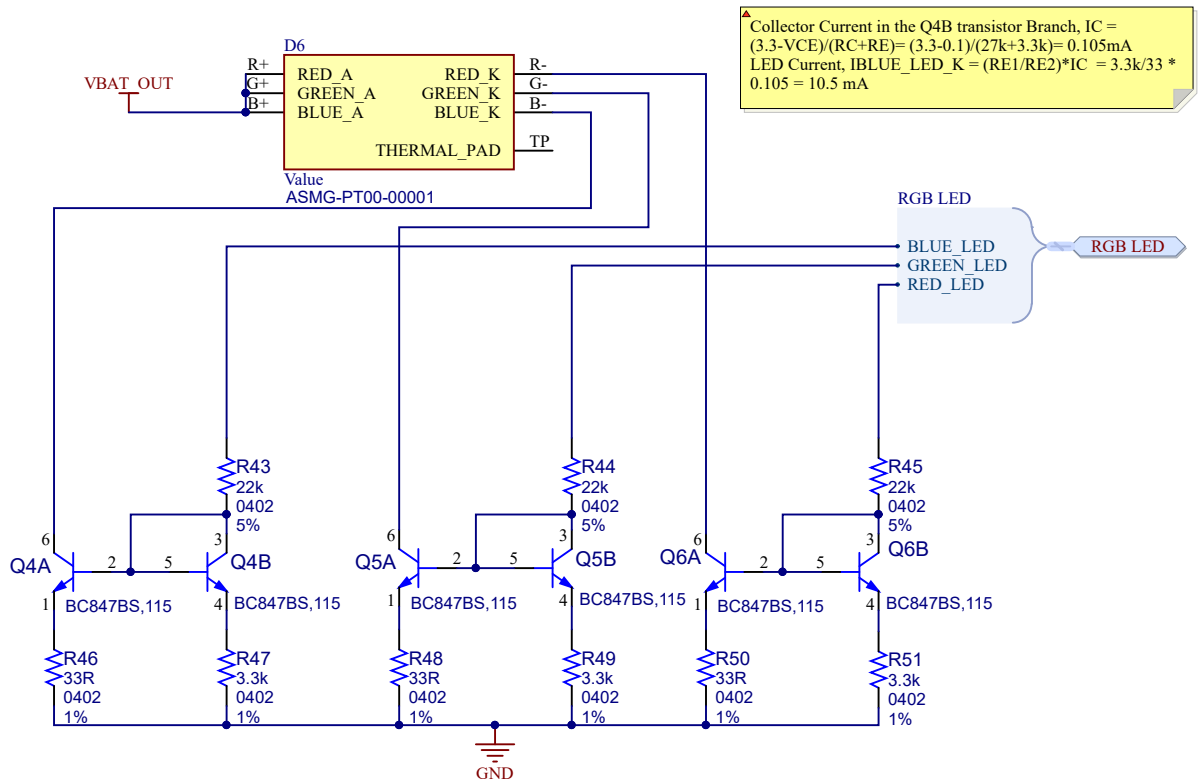 Collector Current in the Q4B transistor Branch, IC =
(3.3-VCE)/(RC+RE)= (3.3-0.1)/(27k+3.3k)= 0.105mA
LED Current, IBLUE_LED_K = (RE1/RE2)*IC = 3.3k/33 *
0.105 = 10.5 mA
D6
VBAT_OUT
R+ RED_A RED_K R-
G+ GREEN_A GREEN_K G-
B+ BLUE_A BLUE_K B-
THERMAL_PAD TP
Value
ASMG-PT00-00001
RGB LED
BLUE_LED
GREEN_LED
RED_LED
RGB LED
R43
22k
0402
5%
R44
22k
0402
5%
R45
22k
0402
5%
6
Q4A
2
1
5
3
Q4B
4
BC847BS,115
BC847BS,115
6
Q5A
2
1
5
3
Q5B
4
BC847BS,115
BC847BS,115
6
Q6A
2
1
5
3
Q6B
4
BC847BS,115
BC847BS,115
R46
33R
0402
1%
R47
3.3k
0402
1%
R48
33R
0402
1%
R49
3.3k
0402
1%
R50
33R
0402
1%
R51
3.3k
0402
1%
GND